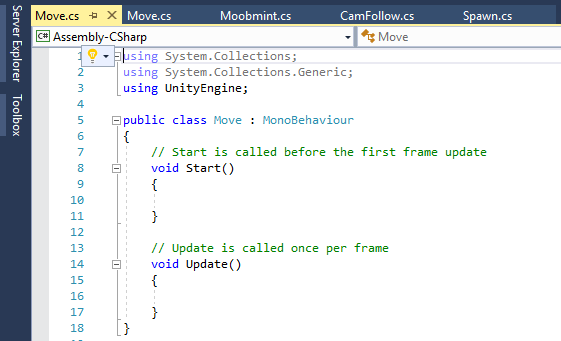 Server Explorer
Toolbox
Move.cs
Move.cs
Moobmint.cs
CamFollow.cs
Spawn.cs
C# Assembly-CSharp
Move
1 using System.Collections;
2 using System.Collections.Generic;
3 using UnityEngine;
4
5 public class Move : MonoBehaviour
6 {
7 // Start is called before the first frame update
8 void Start()
9 {
10
11 }
12
13 // Update is called once per frame
14 void Update()
15 {
16
17 }
18 }